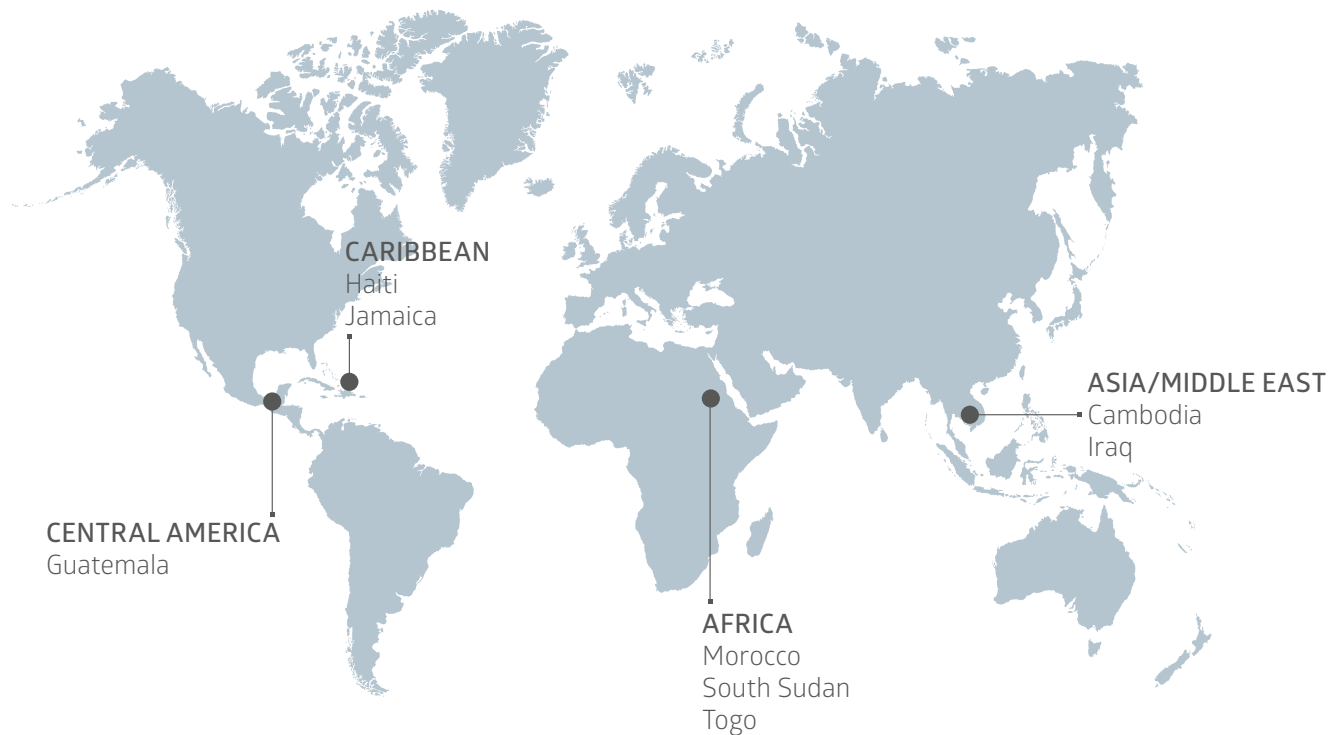 CARIBBEAN
Haiti
Jamaica
ASIA/MIDDLE EAST
Cambodia
Iraq
CENTRAL AMERICA
Guatemala
AFRICA
Morocco
South Sudan
Togo